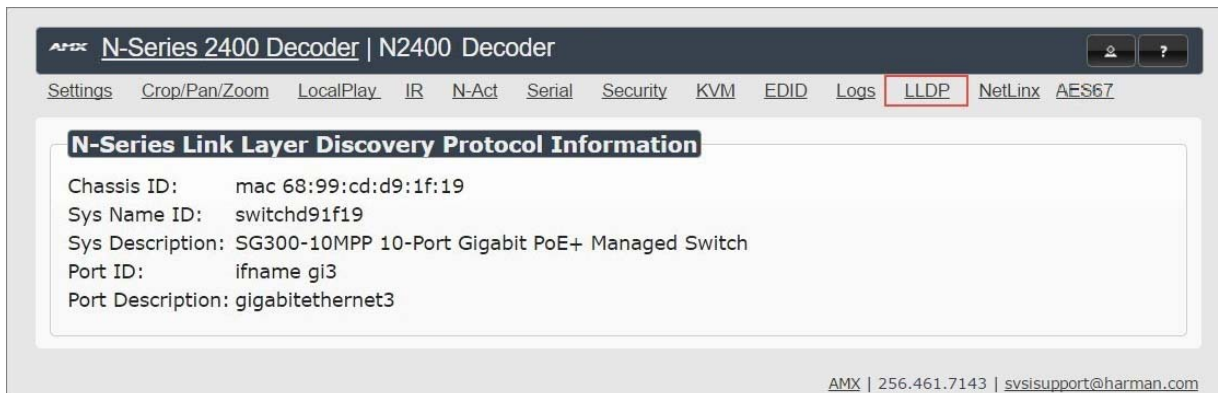 AMX N-Series 2400 Decoder | N2400 Decoder ?
Settings Crop/Pan/Zoom LocalPlay IR N-Act Serial Security KVM EDID Logs LLDP NetLinx AES67
N-Series Link Layer Discovery Protocol Information
Chassis ID: mac 68:99:cd:d9:1f:19
Sys Name ID: switchd91f19
Sys Description: SG300-10MPP 10-Port Gigabit PoE+ Managed Switch
Port ID: ifname gi3
Port Description: gigabitethernet3
AMX | 256.461.7143 | svsisupport@harman.com